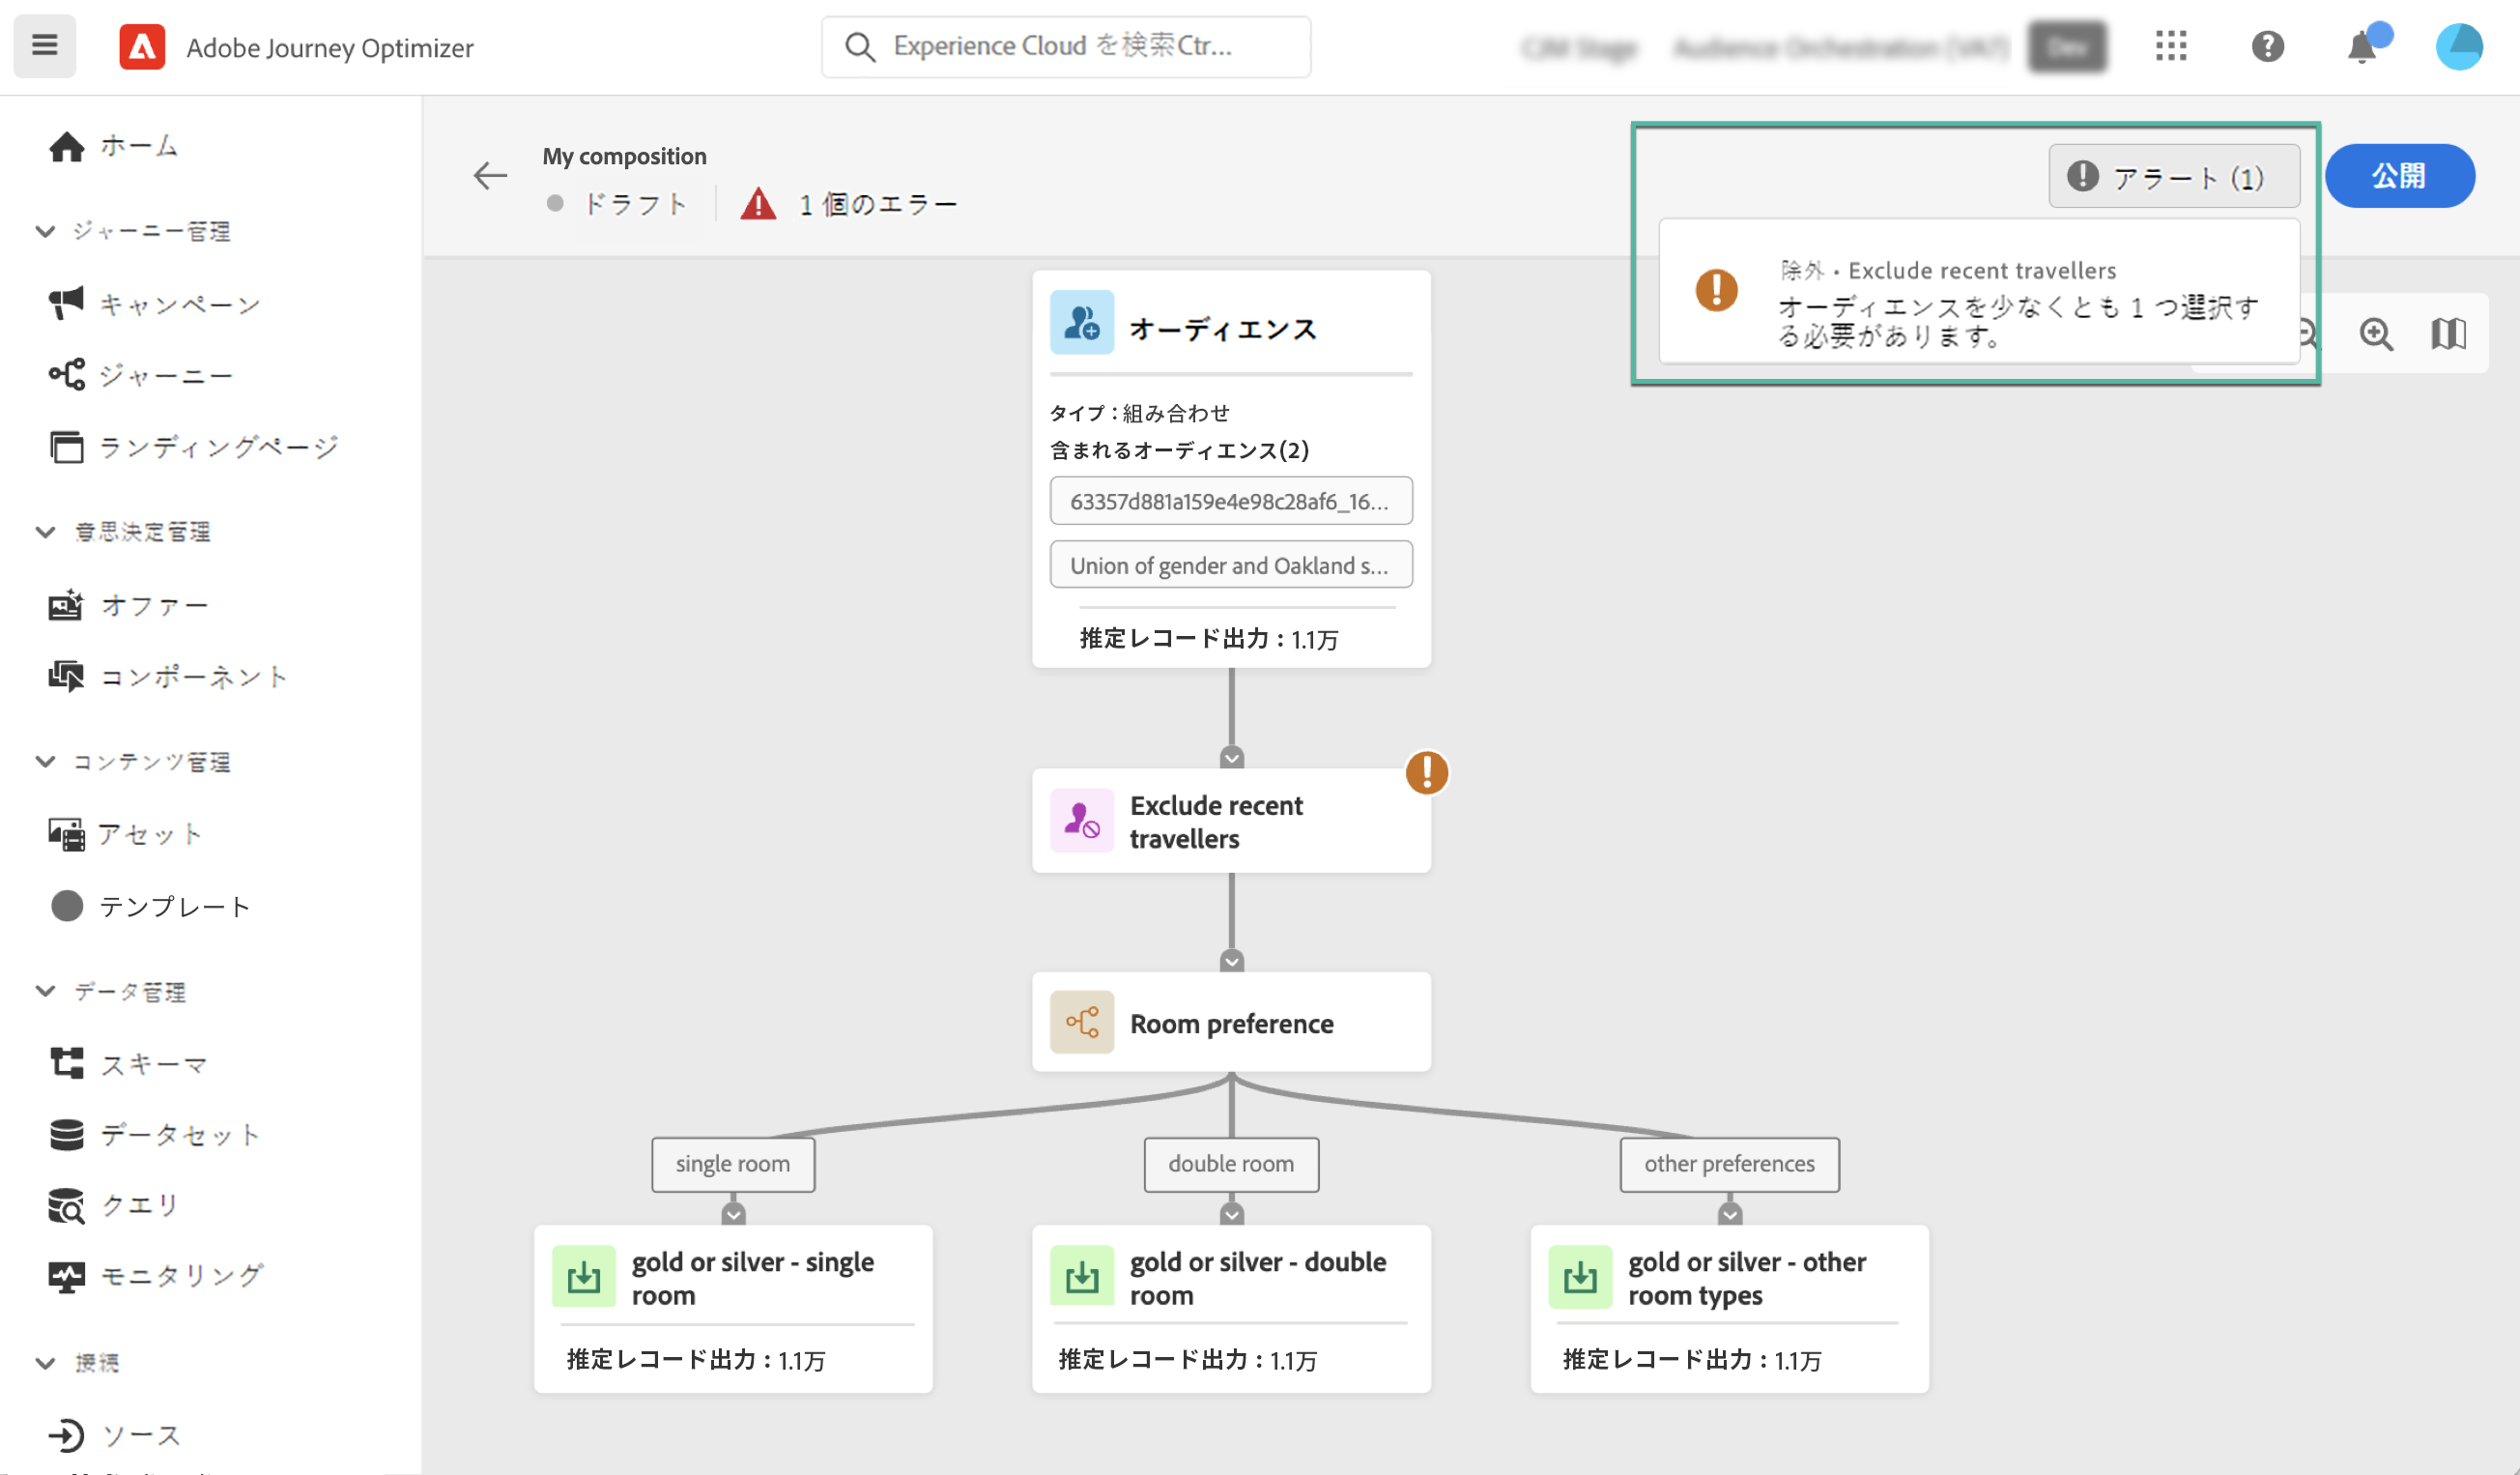 Adobe Journey Optimizer
Experience Cloud を検索Ctr...
ホーム
ジャーニー管理
キャンペーン
ジャーニー
ランディングページ
意思決定管理
オファー
コンポーネント
コンテンツ管理
アセット
テンプレート
データ管理
スキーマ
データセット
クエリ
モニタリング
接続
ソース
My composition
ドラフト
1 個のエラー
アラート (1)
公開
除外 • Exclude recent travellers
オーディエンスを少なくとも 1 つ選択す
る必要があります。
オーディエンス
タイプ：組み合わせ
含まれるオーディエンス(2)
63357d881a159e4e98c28af6_16...
Union of gender and Oakland s...
推定レコード出力：1.1万
Exclude recent
travellers
Room preference
single room
double room
other preferences
gold or silver - single
room
推定レコード出力：1.1万
gold or silver - double
room
推定レコード出力：1.1万
gold or silver - other
room types
推定レコード出力：1.1万